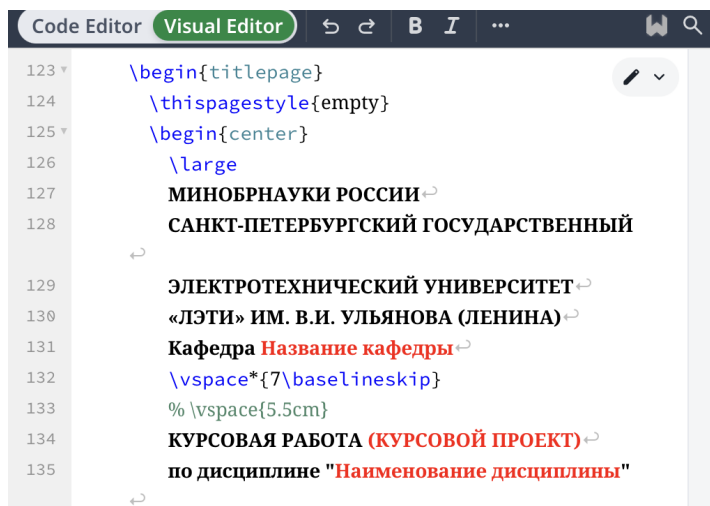 Code Editor Visual Editor B I ...
123 \begin{titlepage}
124 \thispagestyle{empty}
125 \begin{center}
126 \large
127 МИНОБРНАУКИ РОССИИ
128 САНКТ-ПЕТЕРБУРГСКИЙ ГОСУДАРСТВЕННЫЙ
129 ЭЛЕКТРОТЕХНИЧЕСКИЙ УНИВЕРСИТЕТ
130 «ЛЭТИ» ИМ. В.И. УЛЬЯНОВА (ЛЕНИНА)
131 Кафедра Название кафедры
132 \vspace*{7\baselineskip}
133 % \vspace{5.5cm}
134 КУРСОВАЯ РАБОТА (КУРСОВОЙ ПРОЕКТ)
135 по дисциплине "Наименование дисциплины"